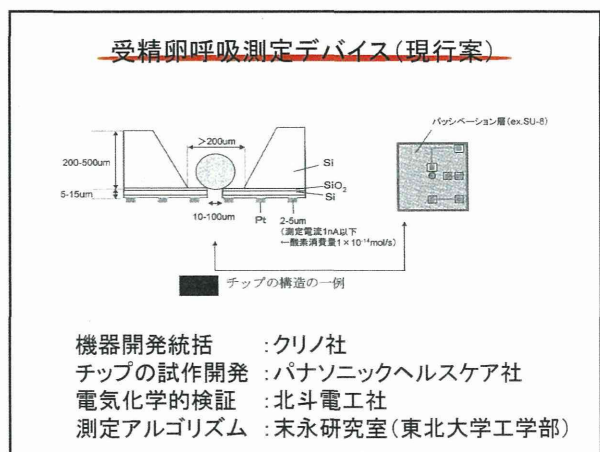 受精卵呼吸測定デバイス(現行案)
パッシベーション層(ex.SU-8)
>200um
200-500um
Si
SiO2
5-15um
Si
10-100um
Pt
2-5um
(測定電流1nA以下
←酸素消費量1×10⁻¹⁴mol/s)
チップの構造の一例
機器開発統括 :クリノ社
チップの試作開発 :パナソニックヘルスケア社
電気化学的検証 :北斗電工社
測定アルゴリズム :末永研究室(東北大学工学部)